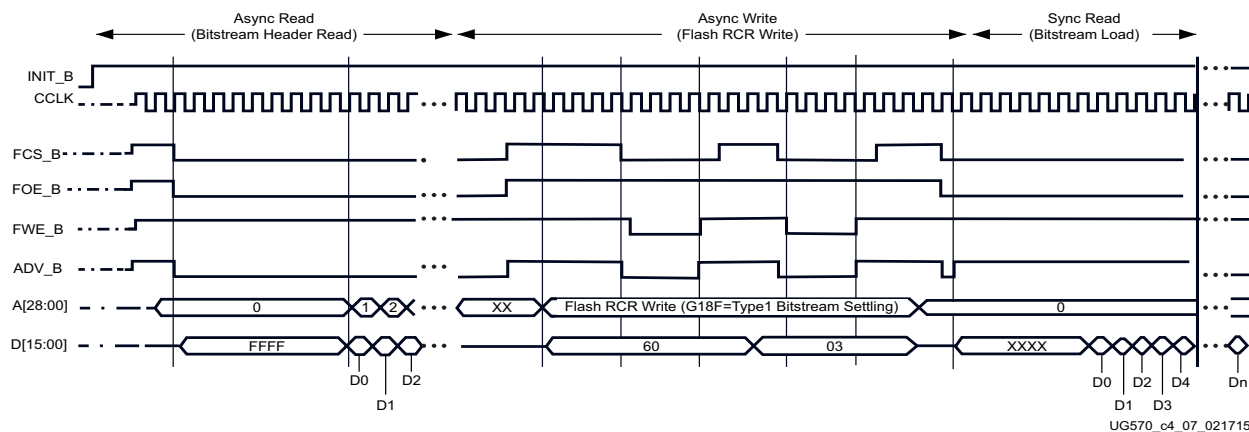 Async Read
(Bitstream Header Read)
Async Write
(Flash RCR Write)
Sync Read
(Bitstream Load)
INIT_B
CCLK
FCS_B
FOE_B
FWE_B
ADV_B
A[28:00]
0
1
2
XX
Flash RCR Write (G18F=Type1 Bitstream Settling)
0
D[15:00]
FFFF
60
03
XXXX
D0
D2
D0
D2
D4
Dn
D1
D1
D3
UG570_c4_07_021715